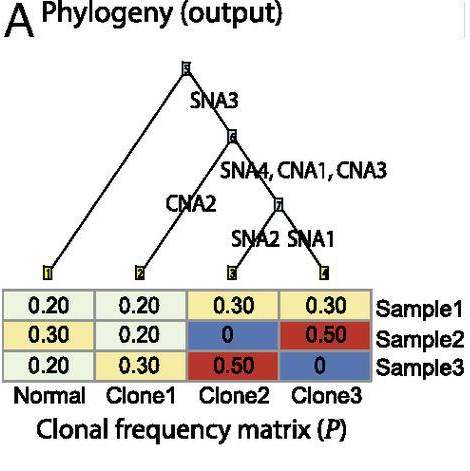 A Phylogeny (output)
5
SNA3
6
SNA4, CNA1, CNA3
CNA2
7
SNA2 SNA1
1 2 3 4
0.20 0.20 0.30 0.30 Sample1
0.30 0.20 0 0.50 Sample2
0.20 0.30 0.50 0 Sample3
Normal Clone1 Clone2 Clone3
Clonal frequency matrix (P)